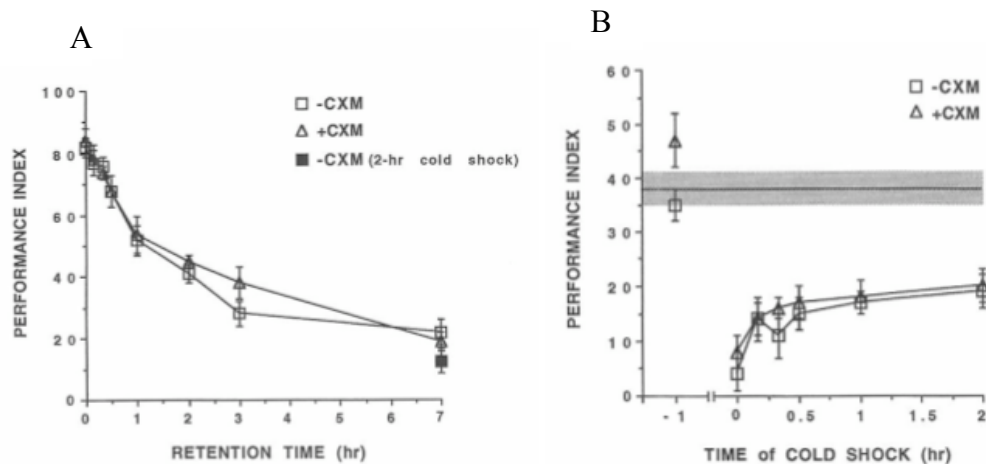 A
100
80
60
40
20
0
PERFORMANCE INDEX
-CXM
+CXM
-CXM (2-hr cold shock)
0 1 2 3 4 5 6 7
RETENTION TIME (hr)
B
60
50
40
30
20
10
0
PERFORMANCE INDEX
-CXM
+CXM
-1 0 0.5 1 1.5 2
TIME of COLD SHOCK (hr)